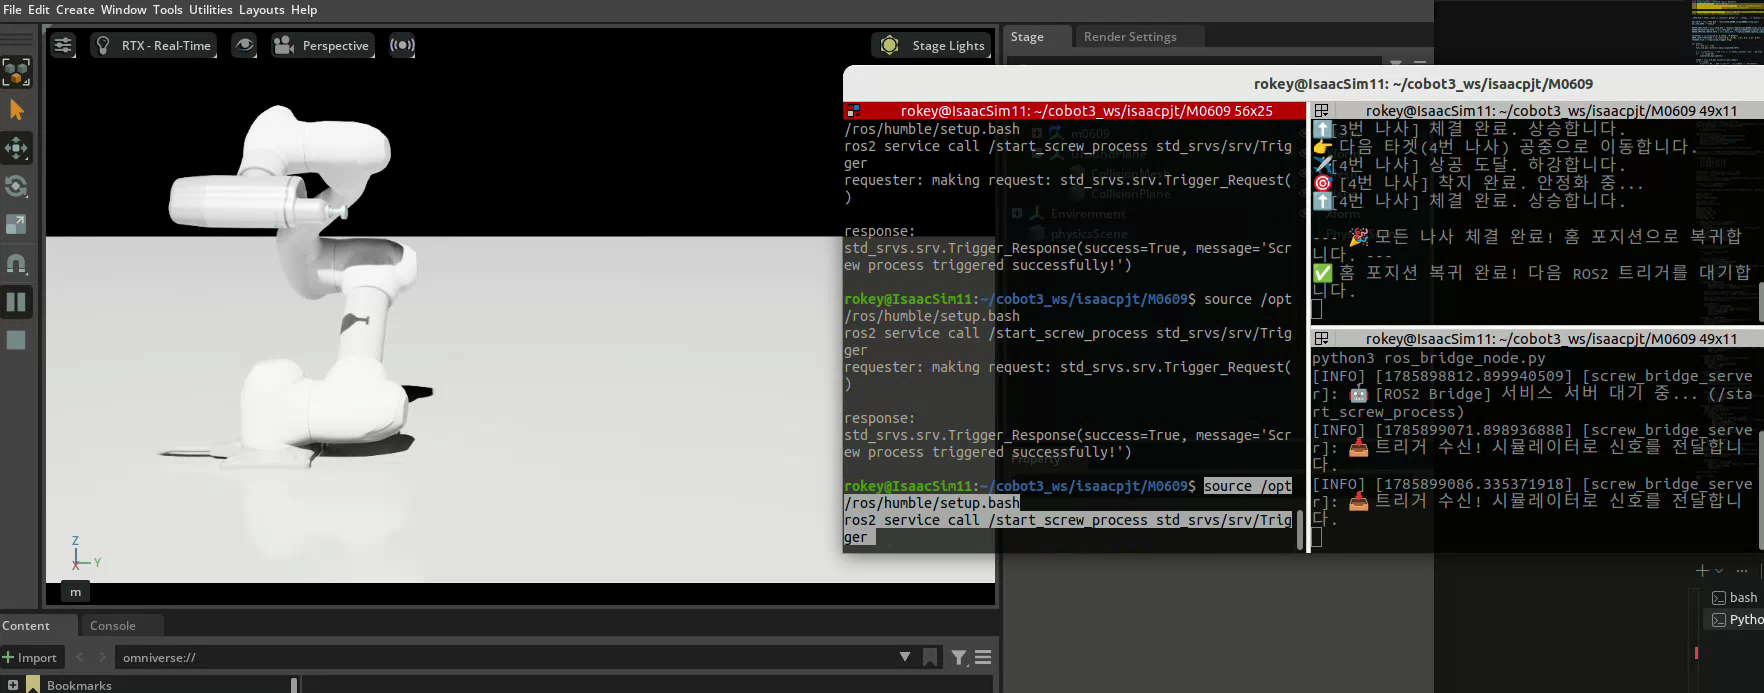 File Edit Create Window Tools Utilities Layouts Help
RTX - Real-Time
Perspective
Stage Lights
Stage
Render Settings
rokey@IsaacSim11: ~/cobot3_ws/isaacpjt/M0609
rokey@IsaacSim11: ~/cobot3_ws/isaacpjt/M0609 56x25
/ros/humble/setup.bash
ros2 service call /start_screw_process std_srvs/srv/Trig
ger
requester: making request: std_srvs.srv.Trigger_Request(
)
response:
std_srvs.srv.Trigger_Response(success=True, message='Scr
ew process triggered successfully!')
rokey@IsaacSim11:~/cobot3_ws/isaacpjt/M0609$ source /opt
/ros/humble/setup.bash
ros2 service call /start_screw_process std_srvs/srv/Trig
ger
requester: making request: std_srvs.srv.Trigger_Request(
)
response:
std_srvs.srv.Trigger_Response(success=True, message='Scr
ew process triggered successfully!')
rokey@IsaacSim11:~/cobot3_ws/isaacpjt/M0609$ source /opt
/ros/humble/setup.bash
ros2 service call /start_screw_process std_srvs/srv/Trig
ger
m0609
GroundPlane
CollisionMesh
CollisionPlane
Environment
Xform
physicsScene
Property
rokey@IsaacSim11: ~/cobot3_ws/isaacpjt/M0609 49x11
⬆️[3번 나사] 체결 완료. 상승합니다.
👉 다음 타겟(4번 나사) 공중으로 이동합니다.
✈️[4번 나사] 상공 도달. 하강합니다.
🎯 [4번 나사] 착지 완료. 안정화 중...
⬆️[4번 나사] 체결 완료. 상승합니다.
--- 🎉 모든 나사 체결 완료! 홈 포지션으로 복귀합
니다. ---
✅ 홈 포지션 복귀 완료! 다음 ROS2 트리거를 대기합
니다.
rokey@IsaacSim11: ~/cobot3_ws/isaacpjt/M0609 49x11
python3 ros_bridge_node.py
[INFO] [1785898812.899940509] [screw_bridge_serve
r]: 🤖 [ROS2 Bridge] 서비스 서버 대기 중... (/sta
rt_screw_process)
[INFO] [1785899071.898936888] [screw_bridge_serve
r]: 📥 트리거 수신! 시뮬레이터로 신호를 전달합니
다.
[INFO] [1785899086.335371918] [screw_bridge_serve
r]: 📥 트리거 수신! 시뮬레이터로 신호를 전달합니
다.
bash
Pytho
Z
Y
X
m
Content
Console
Import
omniverse://
Bookmarks